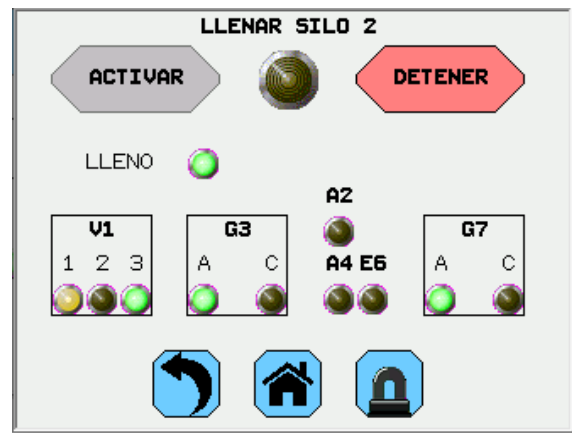 LLENAR SILO 2
ACTIVAR
DETENER
LLENO
A2
V1
G3
G7
1 2 3
A C
A4 E6
A C